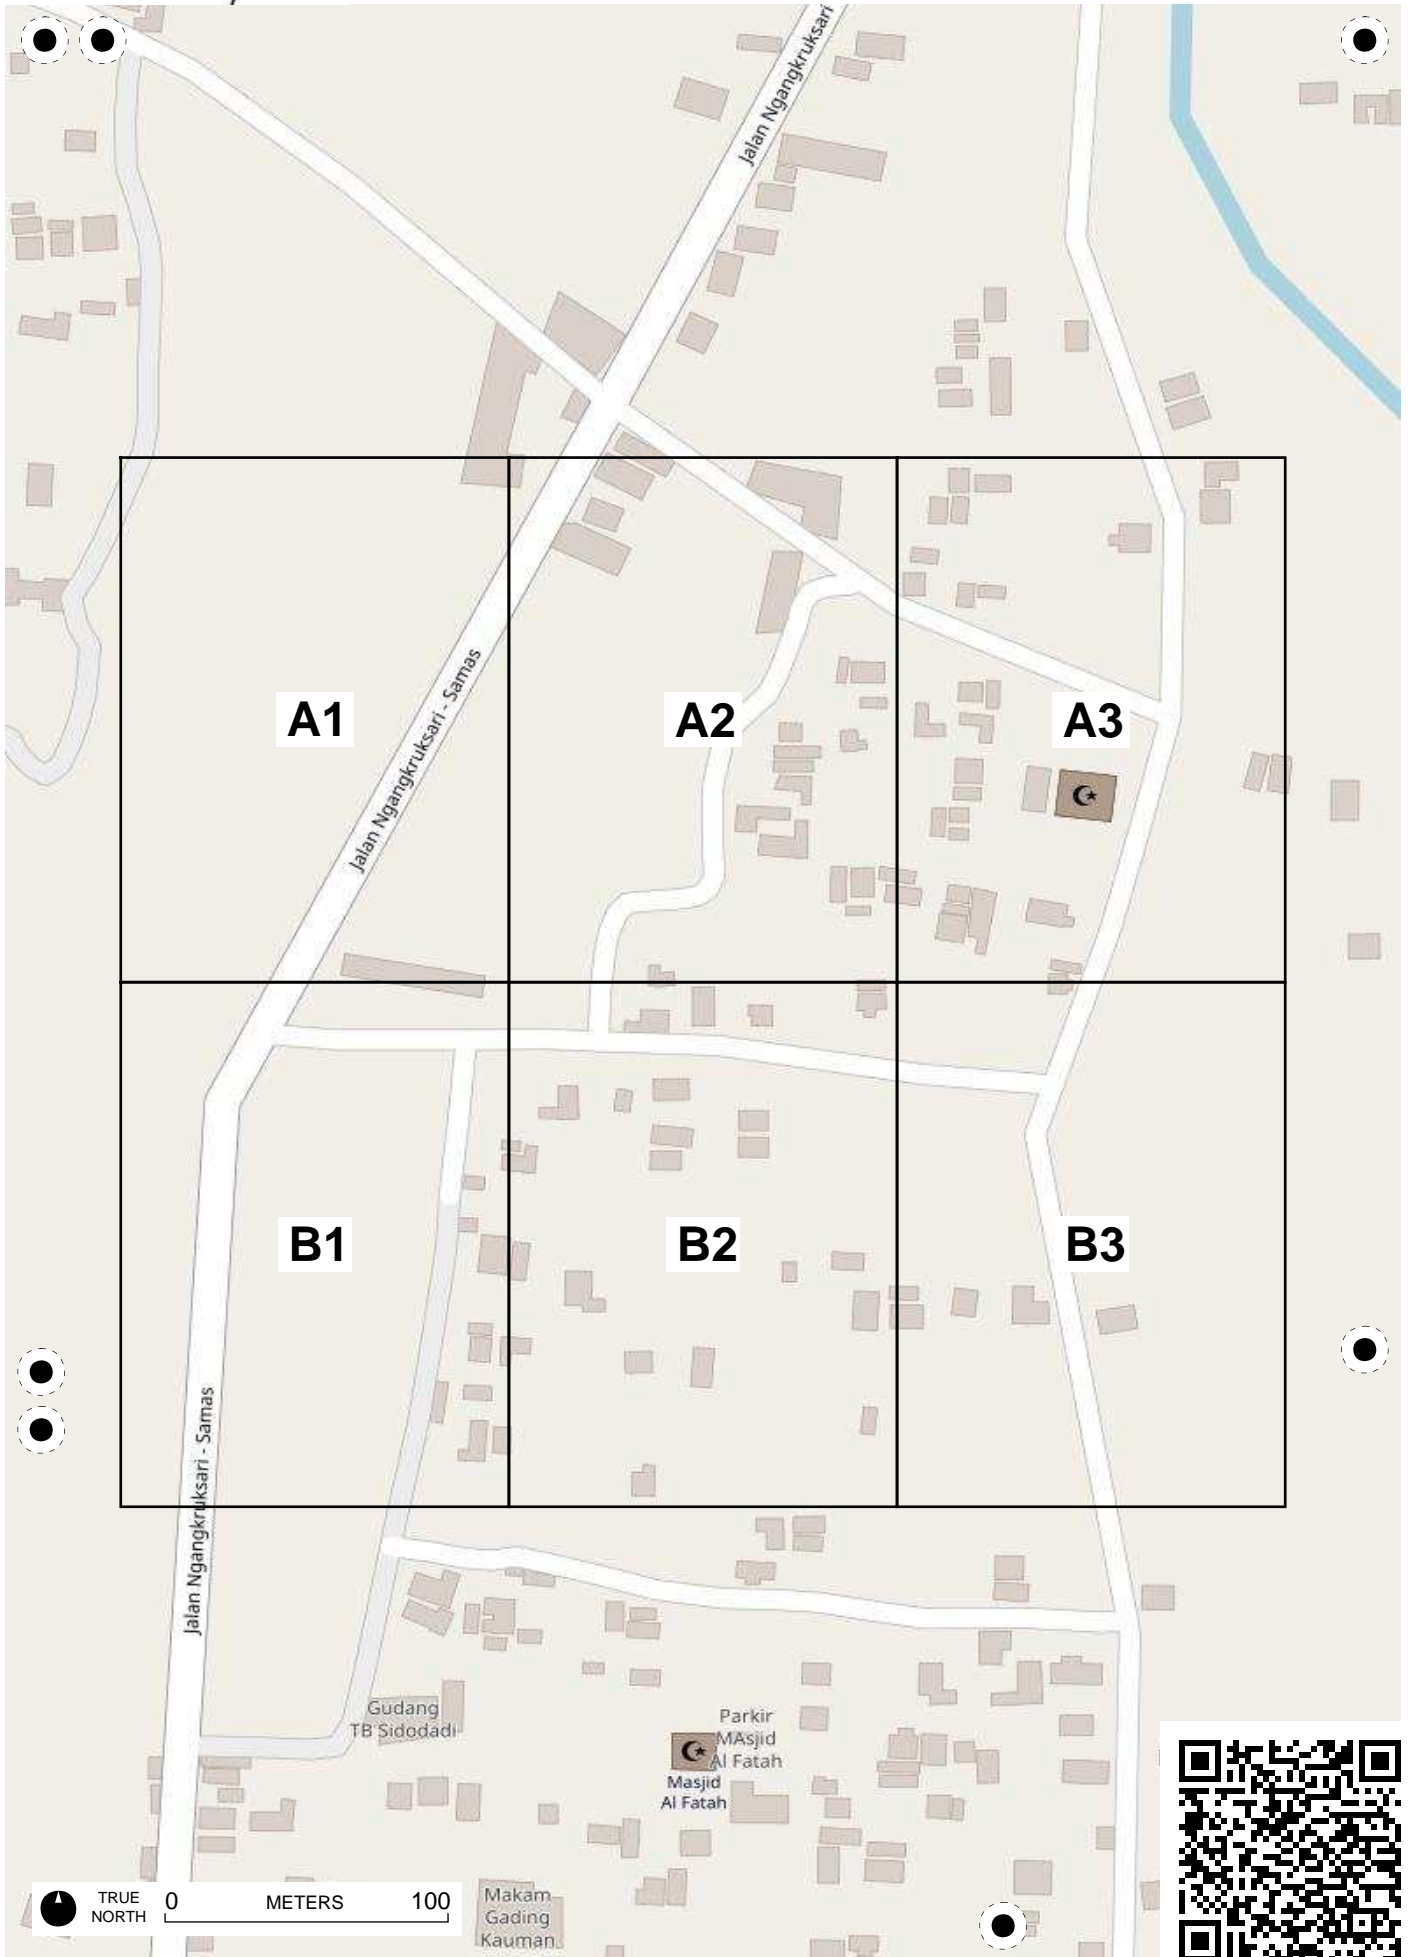 Jalan Ngangkruksari
A1
A2
A3
Jalan Ngangkruksari - Samas
B1
B2
B3
Jalan Ngangkruksari - Samas
Gudang
TB Sidodadi
Parkir
MAsjid
Al Fatah
Masjid
Al Fatah
TRUE
NORTH
0 METERS 100
Makam
Gading
Kauman